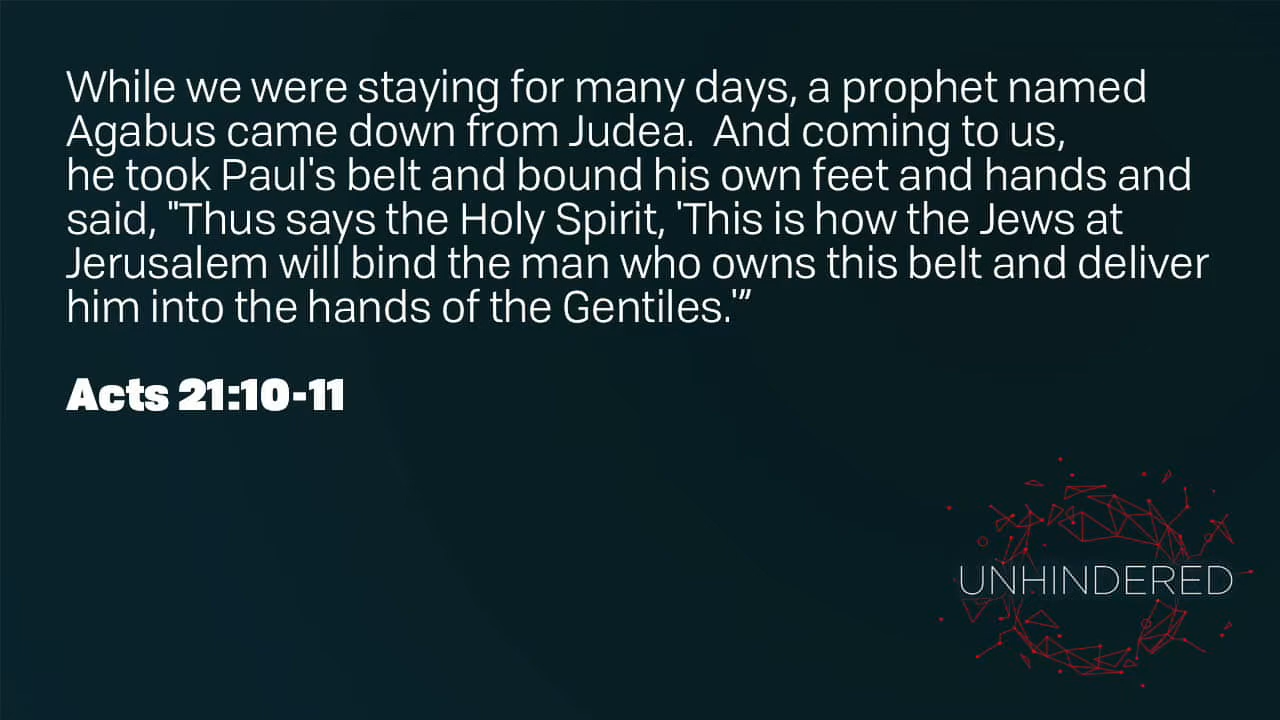 While we were staying for many days, a prophet named
Agabus came down from Judea.  And coming to us,
he took Paul's belt and bound his own feet and hands and
said, "Thus says the Holy Spirit, 'This is how the Jews at
Jerusalem will bind the man who owns this belt and deliver
him into the hands of the Gentiles.'”
Acts 21:10-11
UNHINDERED